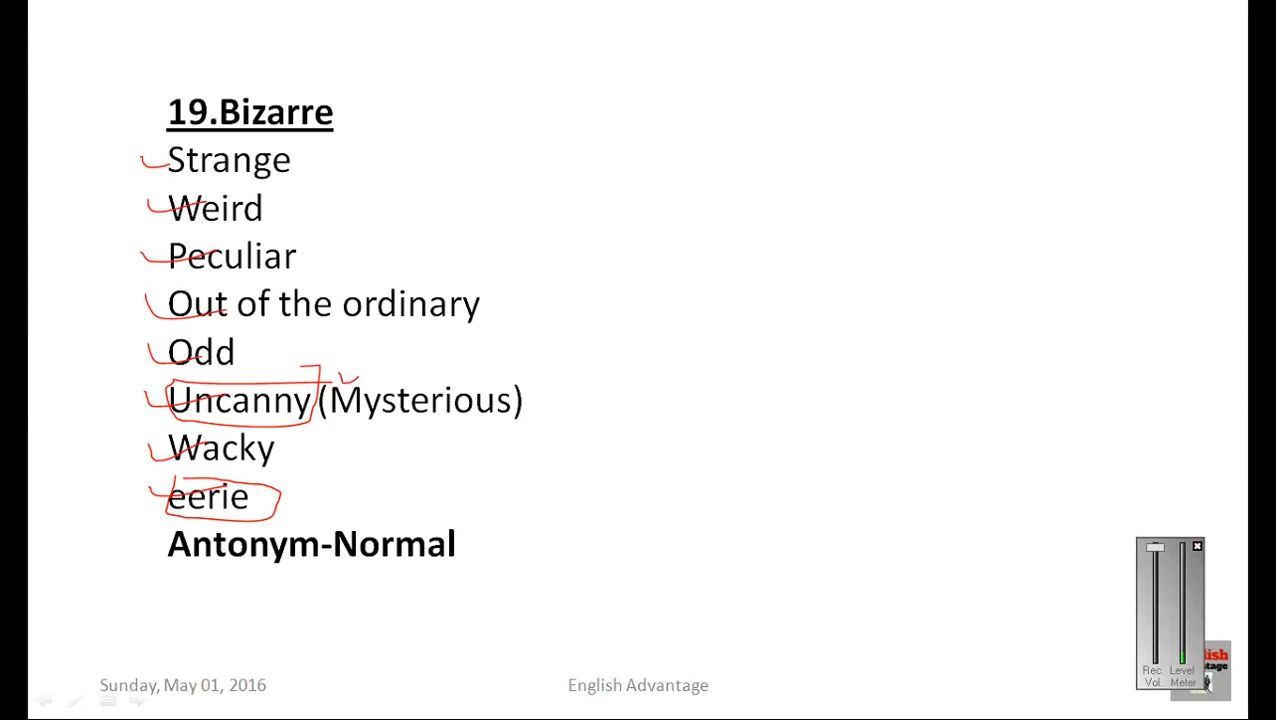 19.Bizarre
Strange
Weird
Peculiar
Out of the ordinary
Odd
Uncanny (Mysterious)
Wacky
eerie
Antonym-Normal
Sunday, May 01, 2016
English Advantage
Rec. Level
Vol. Meter